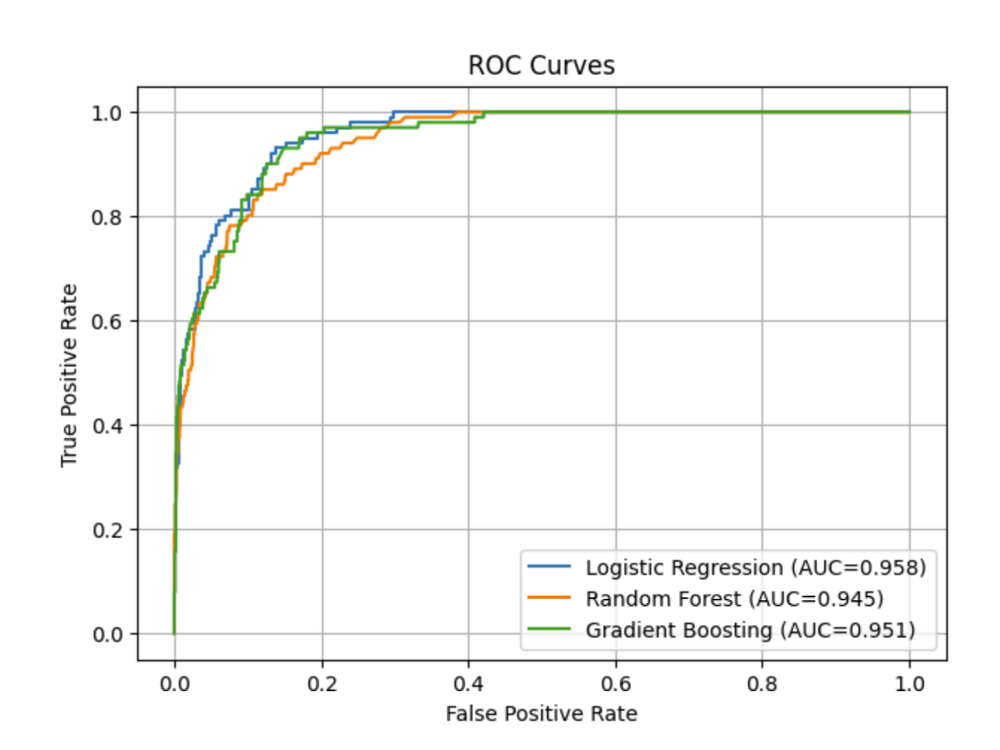 ROC Curves
1.0
0.8
0.6
0.4
0.2
0.0
True Positive Rate
Logistic Regression (AUC=0.958)
Random Forest (AUC=0.945)
Gradient Boosting (AUC=0.951)
0.0 0.2 0.4 0.6 0.8 1.0
False Positive Rate